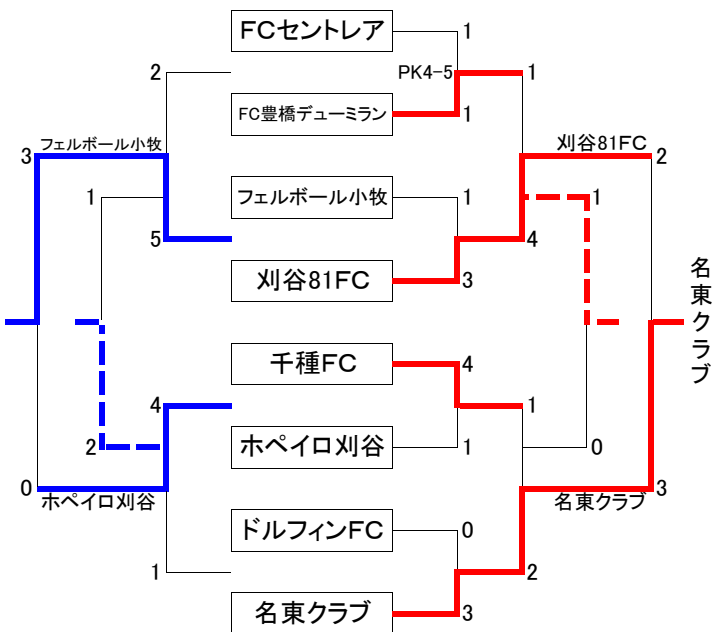 FCセントレア
1
2
PK4-5
1
FC豊橋デューミラン
1
フェルボール小牧
刈谷81FC
3
2
フェルボール小牧
1
1
1
5
4
刈谷81FC
3
名東クラブ
千種FC
4
4
1
2
ホペイロ刈谷
1
0
0
3
ホペイロ刈谷
名東クラブ
ドルフィンFC
0
1
2
名東クラブ
3